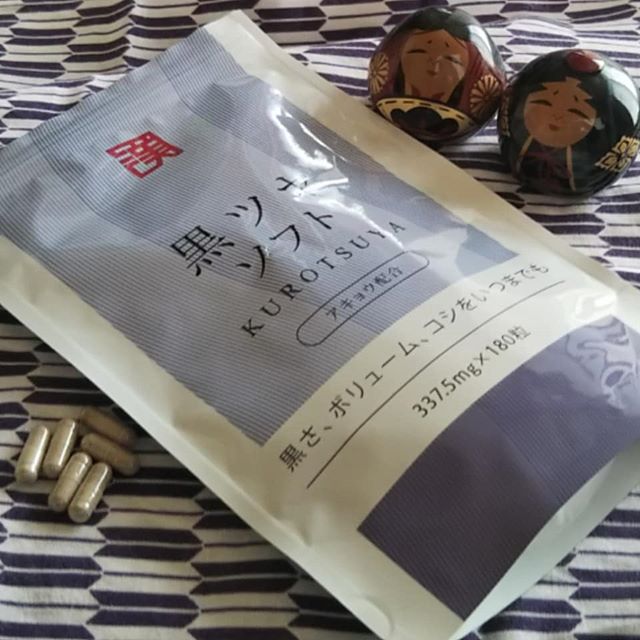 黒ツヤ
ソフト
KUROTSUYA
アキョウ配合
黒さ、ボリューム、コシをいつまでも
337.5mg×180粒